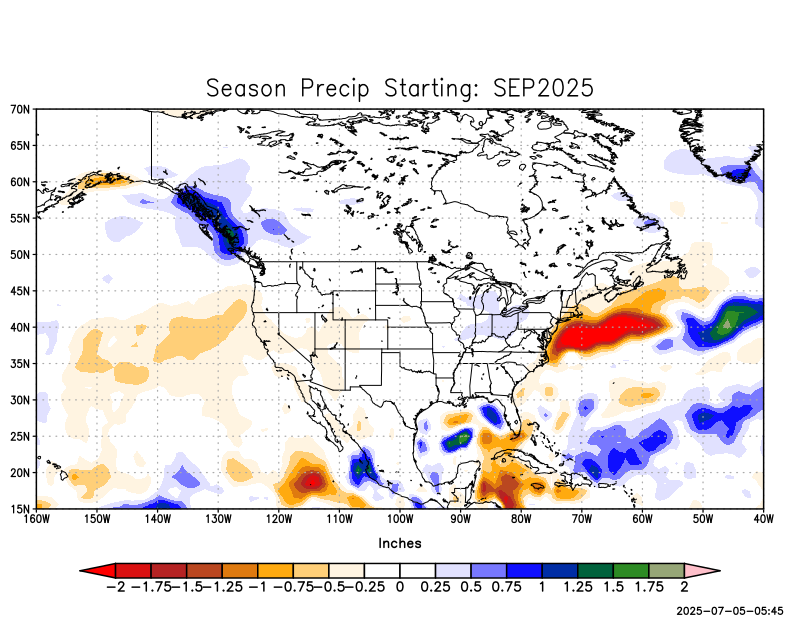 Season Precip Starting: SEP2025
70N
65N
60N
55N
50N
45N
40N
35N
30N
25N
20N
15N
160W 150W 140W 130W 120W 110W 100W 90W 80W 70W 60W 50W 40W
Inches
-2 -1.75 -1.5 -1.25 -1 -0.75 -0.5 -0.25 0 0.25 0.5 0.75 1 1.25 1.5 1.75 2
2025-07-05-05:45